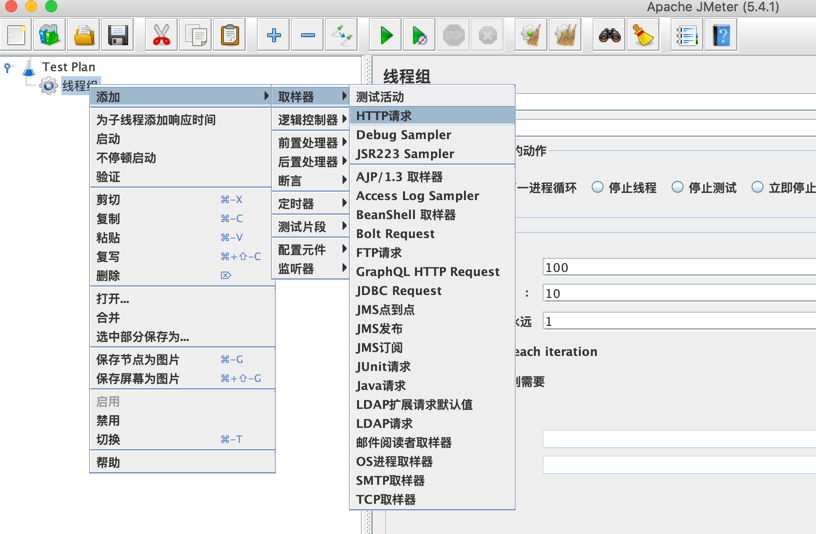 Apache JMeter (5.4.1)
STOP
Test Plan
线程组
添加
为子线程添加响应时间
启动
不停顿启动
验证
剪切 ⌘-X
复制 ⌘-C
粘贴 ⌘-V
复写 ⌘+⇧-C
删除 ⌦
打开...
合并
选中部分保存为...
保存节点为图片 ⌘-G
保存屏幕为图片 ⌘+⇧-G
启用
禁用
切换 ⌘-T
帮助
取样器
逻辑控制器
前置处理器
后置处理器
断言
定时器
测试片段
配置元件
监听器
测试活动
HTTP请求
Debug Sampler
JSR223 Sampler
AJP/1.3 取样器
Access Log Sampler
BeanShell 取样器
Bolt Request
FTP请求
GraphQL HTTP Request
JDBC Request
JMS点到点
JMS发布
JMS订阅
JUnit请求
Java请求
LDAP扩展请求默认值
LDAP请求
邮件阅读者取样器
OS进程取样器
SMTP取样器
TCP取样器
线程组
的动作
一进程循环 停止线程 停止测试 立即停止
100
: 10
永远 1
each iteration
到需要